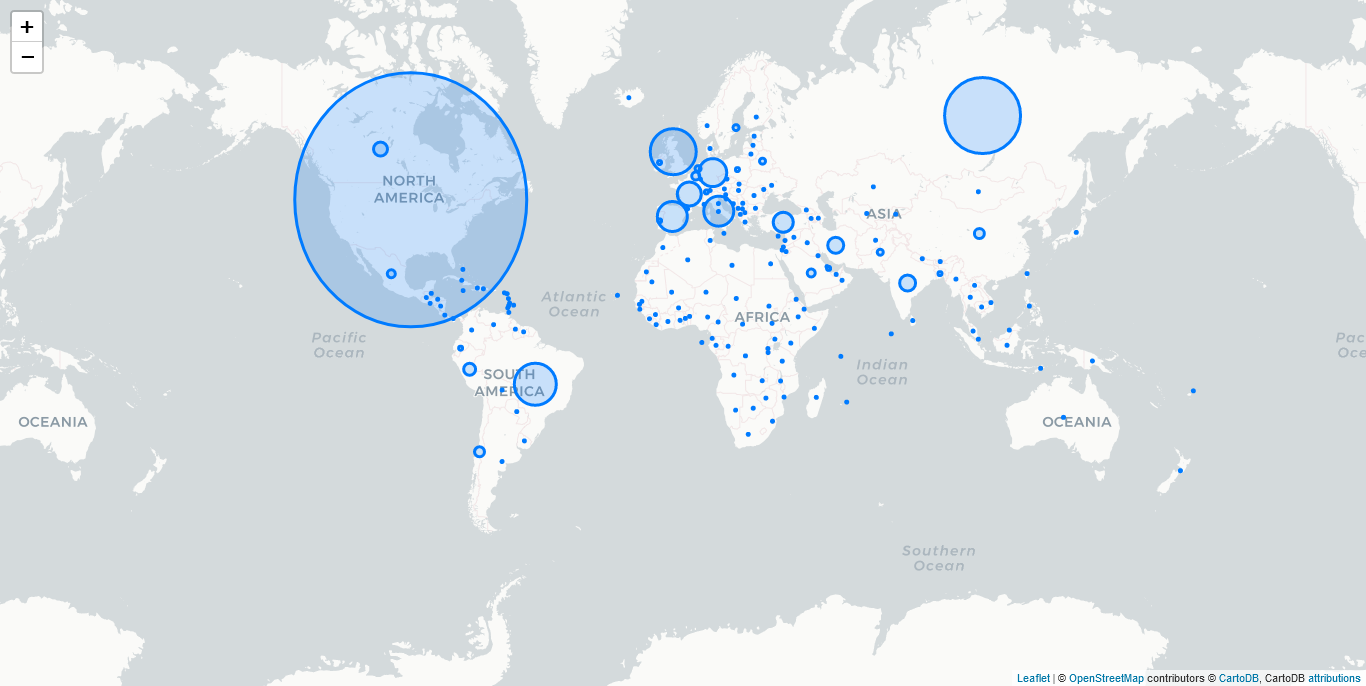 +
−
NORTH
AMERICA
ASIA
Atlantic
Ocean
AFRICA
Pacific
Ocean
Indian
Ocean
Pac
Oc
SOUTH
AMERICA
OCEANIA
OCEANIA
Southern
Ocean
Leaflet | © OpenStreetMap contributors © CartoDB, CartoDB attributions